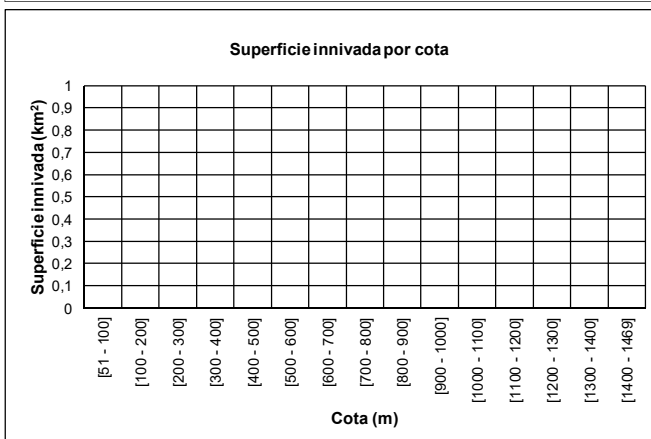 Superficie innivada por cota
Superficie innivada (km²)
1
0,9
0,8
0,7
0,6
0,5
0,4
0,3
0,2
0,1
0
[51 - 100]
[100 - 200]
[200 - 300]
[300 - 400]
[400 - 500]
[500 - 600]
[600 - 700]
[700 - 800]
[800 - 900]
[900 - 1000]
[1000 - 1100]
[1100 - 1200]
[1200 - 1300]
[1300 - 1400]
[1400 - 1469]
Cota (m)